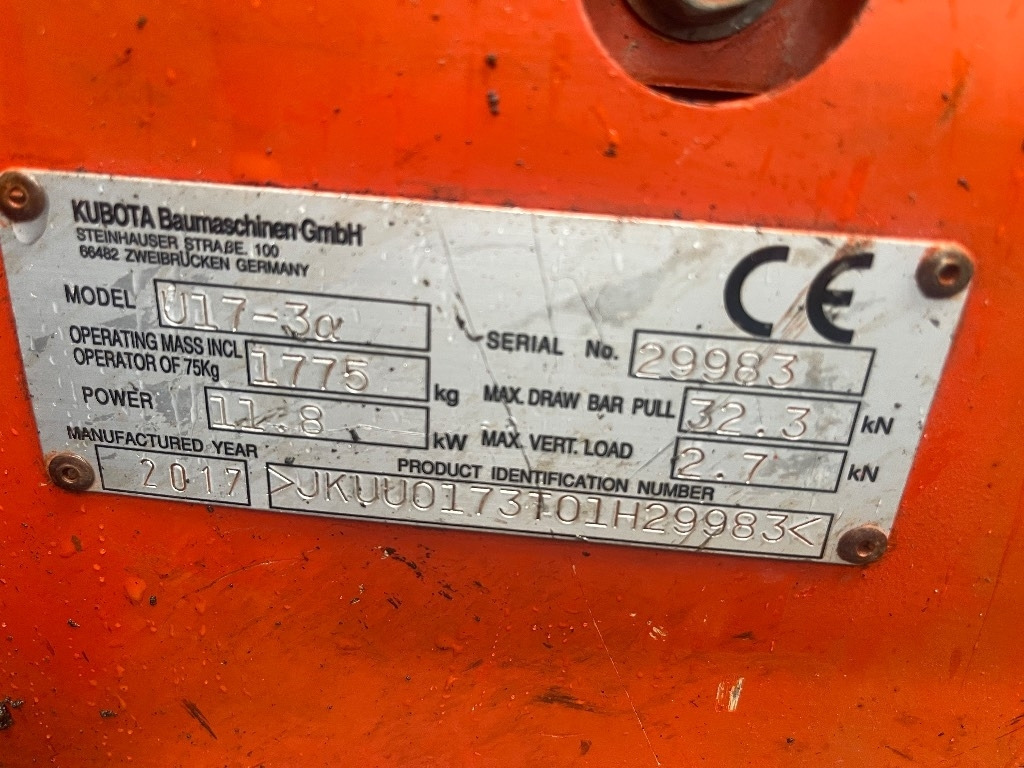 KUBOTA Baumaschinen GmbH
STEINHAUSER STRAßE. 100
66482 ZWEIBRÜCKEN GERMANY
CE
MODEL U17-3α
SERIAL No. 29983
OPERATING MASS INCL
OPERATOR OF 75Kg 1775 kg
MAX. DRAW BAR PULL 32.3 kN
POWER 11.8 kW
MAX. VERT. LOAD 2.7 kN
MANUFACTURED YEAR
2017
PRODUCT IDENTIFICATION NUMBER
>JKUU0173T01H29983<